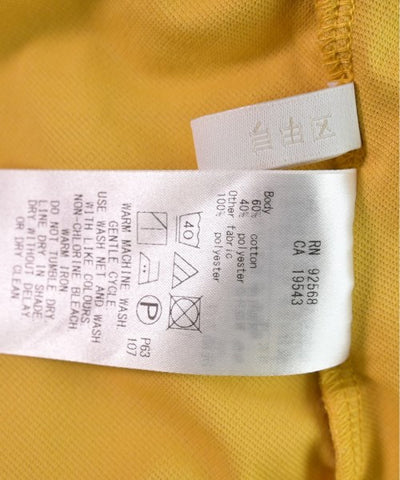 RN 92568
CA 19543
Body
60% cotton
40% polyester
Other fabric
100% polyester
40
P
P63
107
WARM MACHINE WASH,
GENTLE CYCLE
USE WASH NET AND WASH
WITH LIKE COLOURS
NON-CHLORINE BLEACH
WARM IRON
DO NOT TUMBLE DRY
LINE DRY IN SHADE
DRY WITHOUT DELAY
OR DRY CLEAN